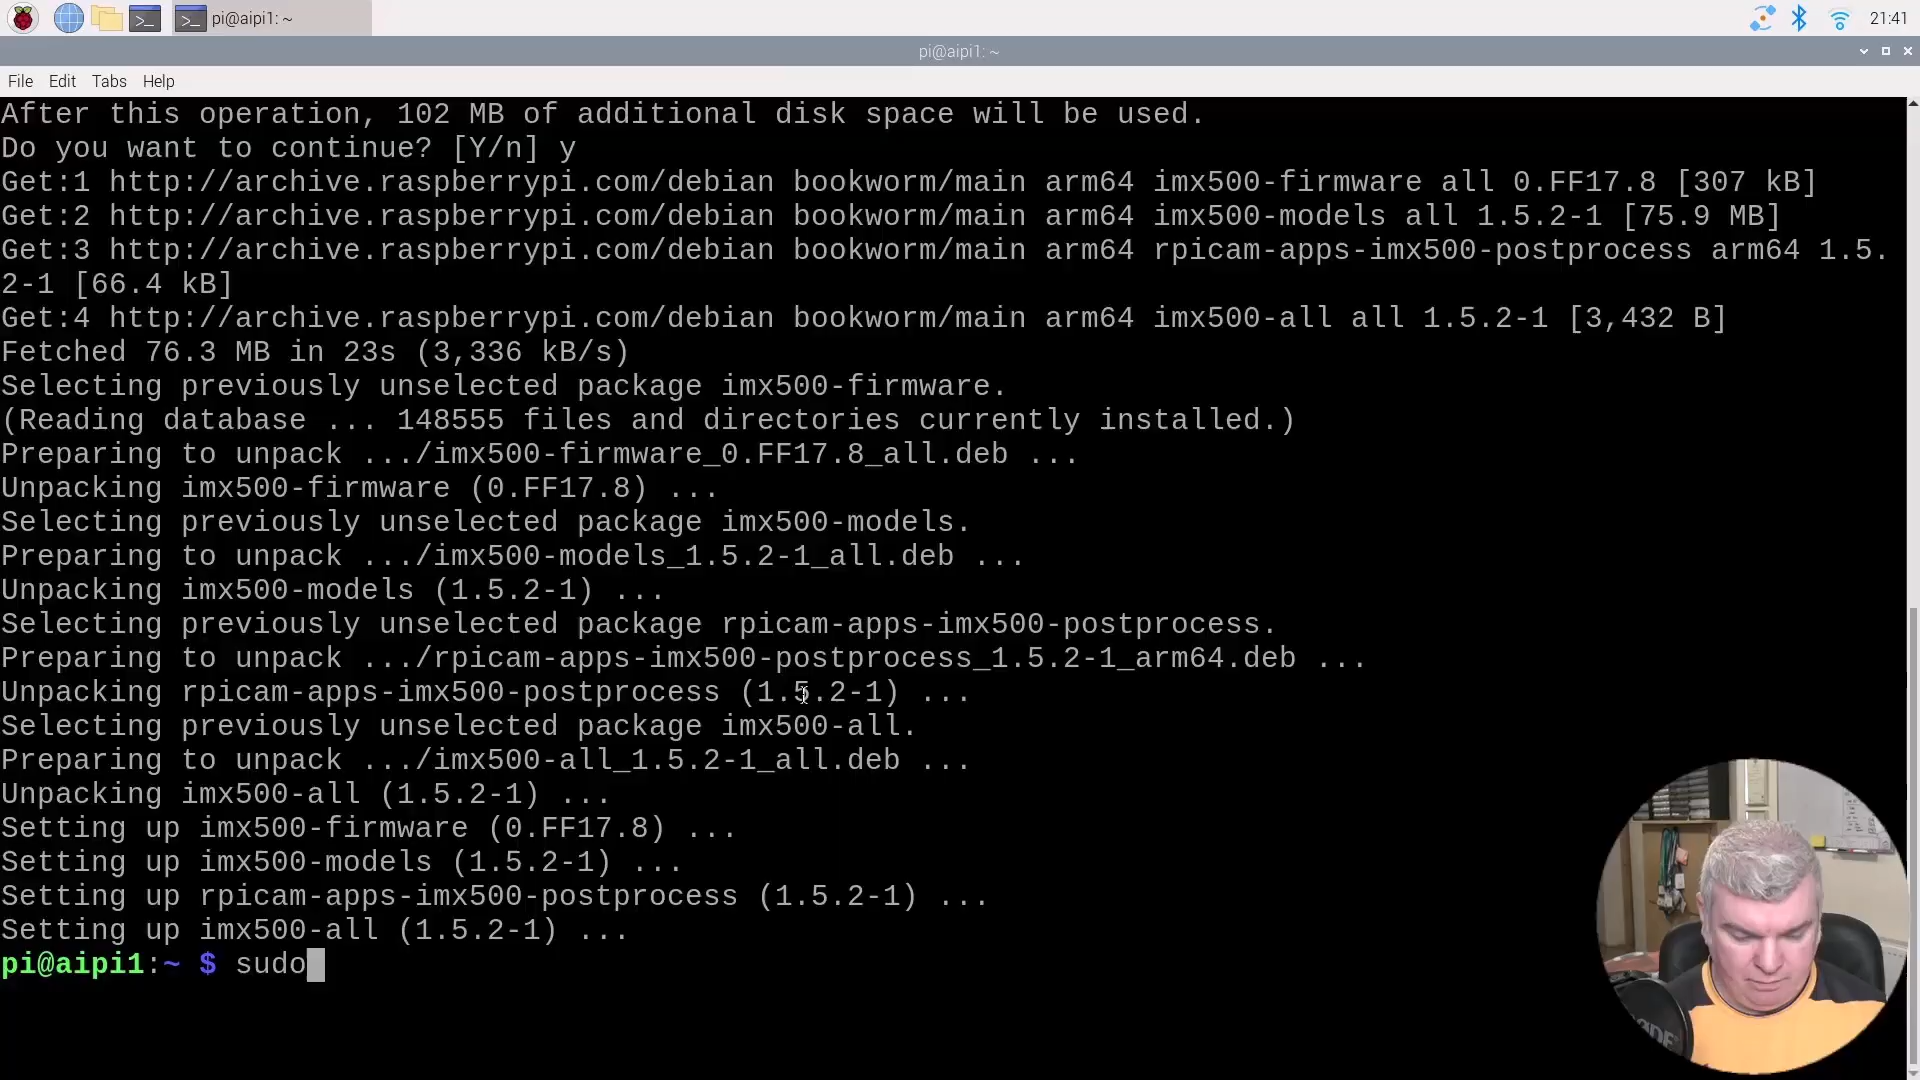 pi@aipi1: ~
21:41
pi@aipi1: ~
File Edit Tabs Help
After this operation, 102 MB of additional disk space will be used.
Do you want to continue? [Y/n] y
Get:1 http://archive.raspberrypi.com/debian bookworm/main arm64 imx500-firmware all 0.FF17.8 [307 kB]
Get:2 http://archive.raspberrypi.com/debian bookworm/main arm64 imx500-models all 1.5.2-1 [75.9 MB]
Get:3 http://archive.raspberrypi.com/debian bookworm/main arm64 rpicam-apps-imx500-postprocess arm64 1.5.
2-1 [66.4 kB]
Get:4 http://archive.raspberrypi.com/debian bookworm/main arm64 imx500-all all 1.5.2-1 [3,432 B]
Fetched 76.3 MB in 23s (3,336 kB/s)
Selecting previously unselected package imx500-firmware.
(Reading database ... 148555 files and directories currently installed.)
Preparing to unpack .../imx500-firmware_0.FF17.8_all.deb ...
Unpacking imx500-firmware (0.FF17.8) ...
Selecting previously unselected package imx500-models.
Preparing to unpack .../imx500-models_1.5.2-1_all.deb ...
Unpacking imx500-models (1.5.2-1) ...
Selecting previously unselected package rpicam-apps-imx500-postprocess.
Preparing to unpack .../rpicam-apps-imx500-postprocess_1.5.2-1_arm64.deb ...
Unpacking rpicam-apps-imx500-postprocess (1.5.2-1) ...
Selecting previously unselected package imx500-all.
Preparing to unpack .../imx500-all_1.5.2-1_all.deb ...
Unpacking imx500-all (1.5.2-1) ...
Setting up imx500-firmware (0.FF17.8) ...
Setting up imx500-models (1.5.2-1) ...
Setting up rpicam-apps-imx500-postprocess (1.5.2-1) ...
Setting up imx500-all (1.5.2-1) ...
pi@aipi1:~ $ sudo